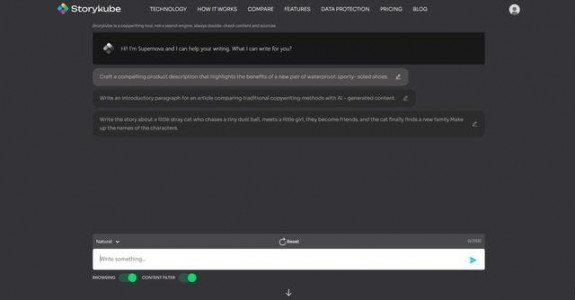 Storykube
TECHNOLOGY HOW IT WORKS COMPARE FEATURES DATA PROTECTION PRICING BLOG
Storykube is a copywriting tool, not a search engine, always double-check content and sources.
Hi! I'm Supernova and I can help your writing. What I can write for you?
Craft a compelling product description that highlights the benefits of a new pair of waterproof, sporty-soled shoes.
Write an introductory paragraph for an article comparing traditional copywriting methods with AI - generated content.
Write the story about a little stray cat who chases a tiny dust ball, meets a little girl, they become friends, and the cat finally finds a new family.Make
up the names of the characters
Natural Reset
Write something...
BROWSING CONTENT FILTER